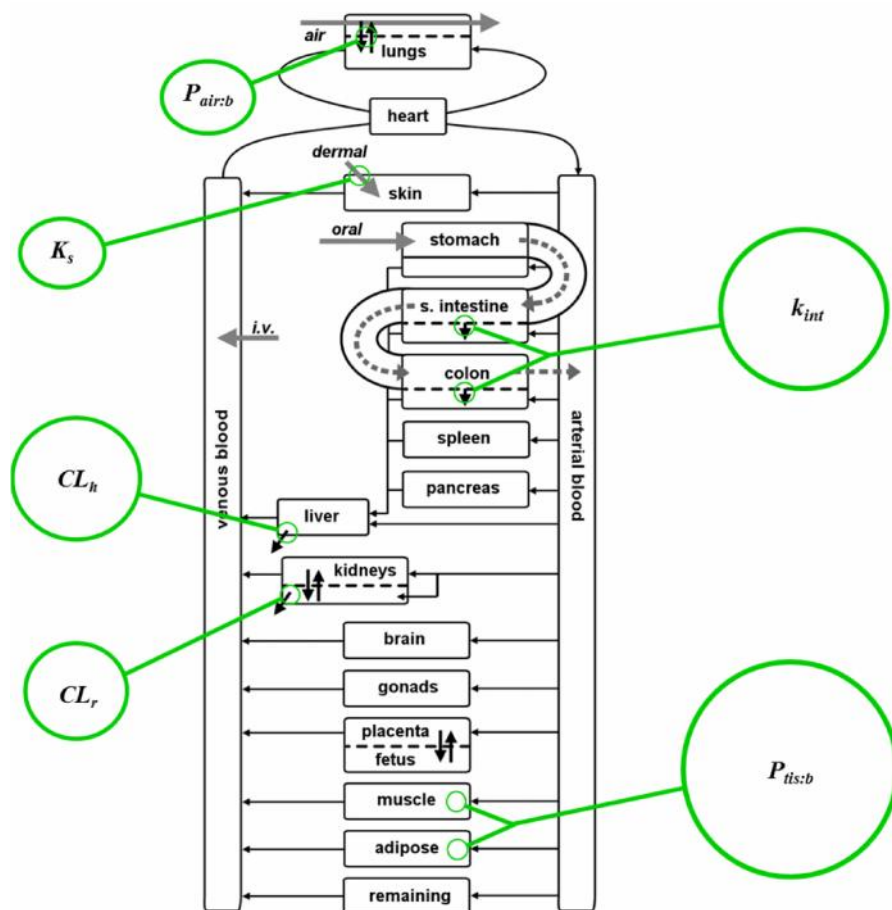 air
lungs
P_air:b
heart
dermal
skin
K_s
oral
stomach
s. intestine
k_int
i.v.
colon
spleen
CL_h
pancreas
venous blood
arterial blood
liver
kidneys
brain
CL_r
gonads
placenta
fetus
P_tis:b
muscle
adipose
remaining